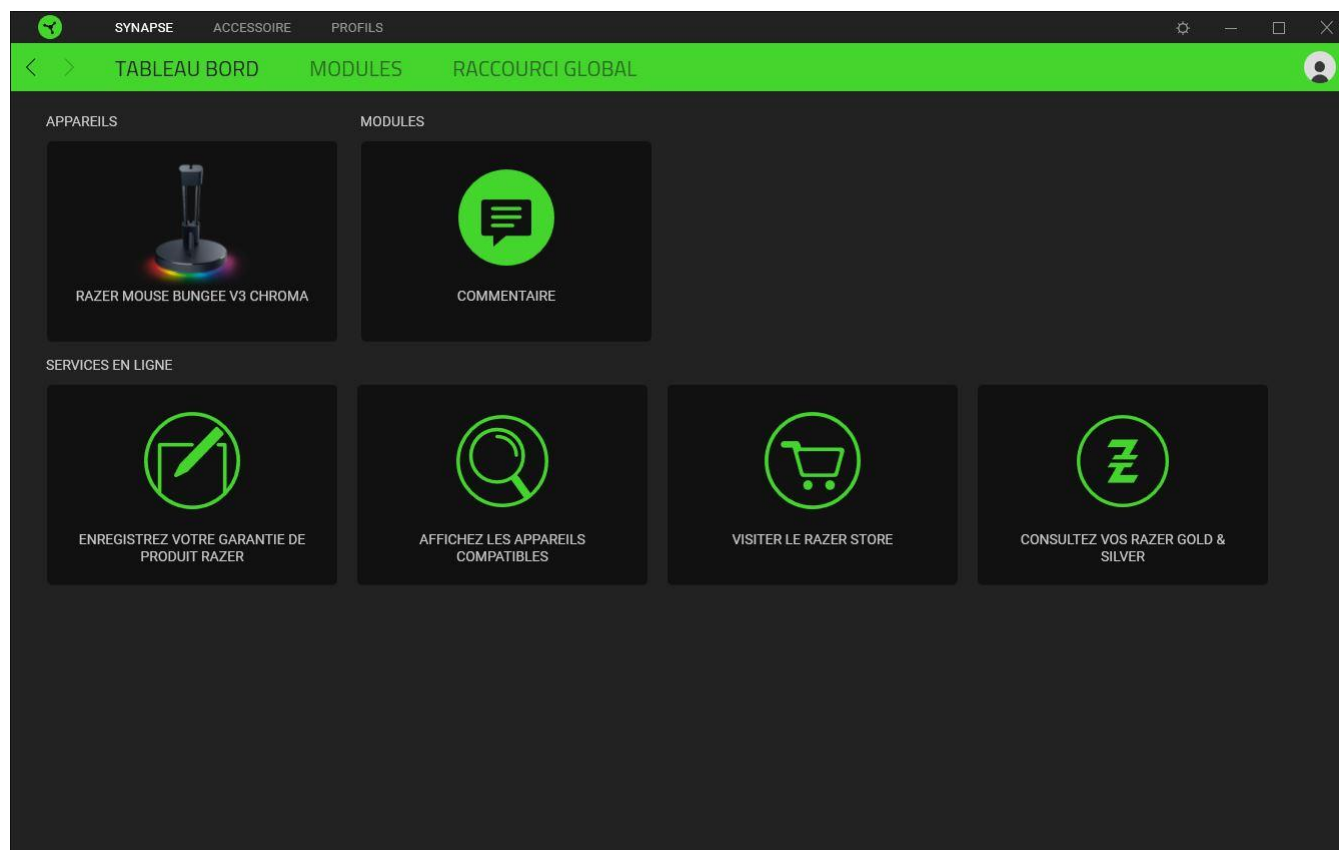 SYNAPSE ACCESSOIRE PROFILS
TABLEAU BORD MODULES RACCOURCI GLOBAL
APPAREILS MODULES
RAZER MOUSE BUNGEE V3 CHROMA
COMMENTAIRE
SERVICES EN LIGNE
ENREGISTREZ VOTRE GARANTIE DE
PRODUIT RAZER
AFFICHEZ LES APPAREILS
COMPATIBLES
VISITER LE RAZER STORE
CONSULTEZ VOS RAZER GOLD &
SILVER